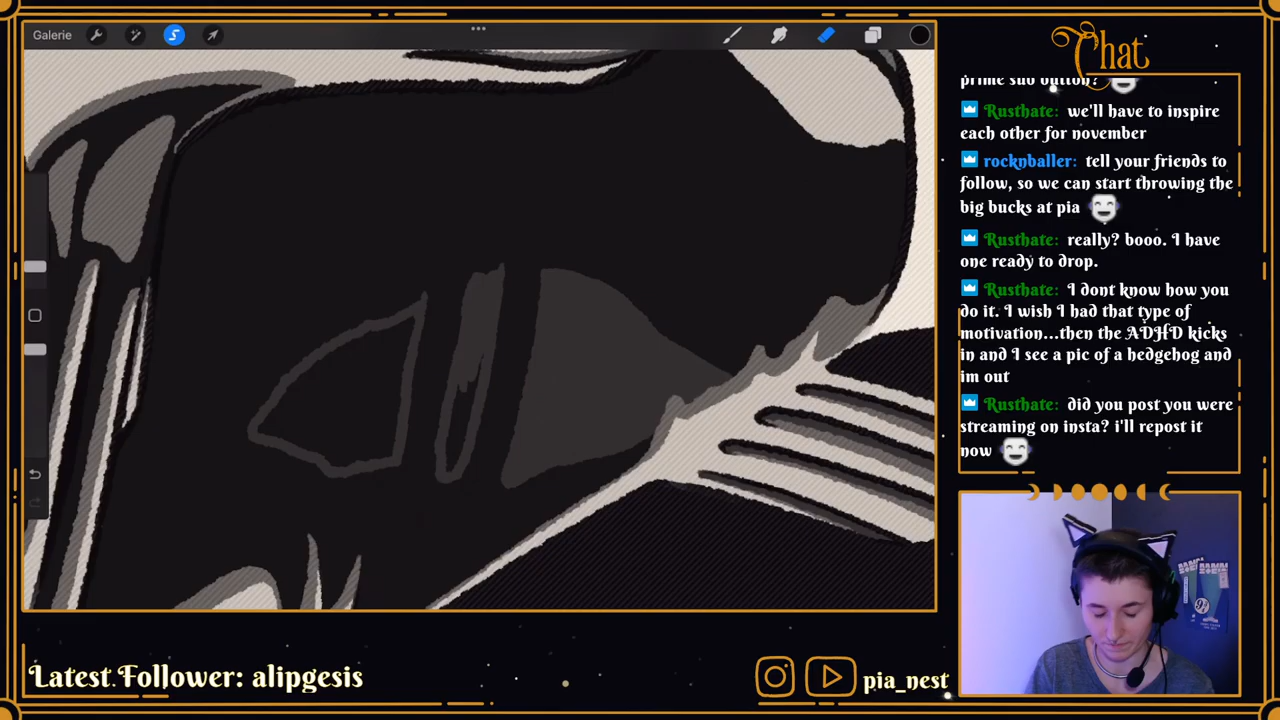 Galerie
Chat
prime sub button?
Rusthate: we'll have to inspire
each other for november
rocknballer: tell your friends to
follow, so we can start throwing the
big bucks at pia
Rusthate: really? booo. I have
one ready to drop.
Rusthate: I dont know how you
do it. I wish I had that type of
motivation...then the ADHD kicks
in and I see a pic of a hedgehog and
im out
Rusthate: did you post you were
streaming on insta? i'll repost it
now
Latest Follower: alipgesis
pia_nest